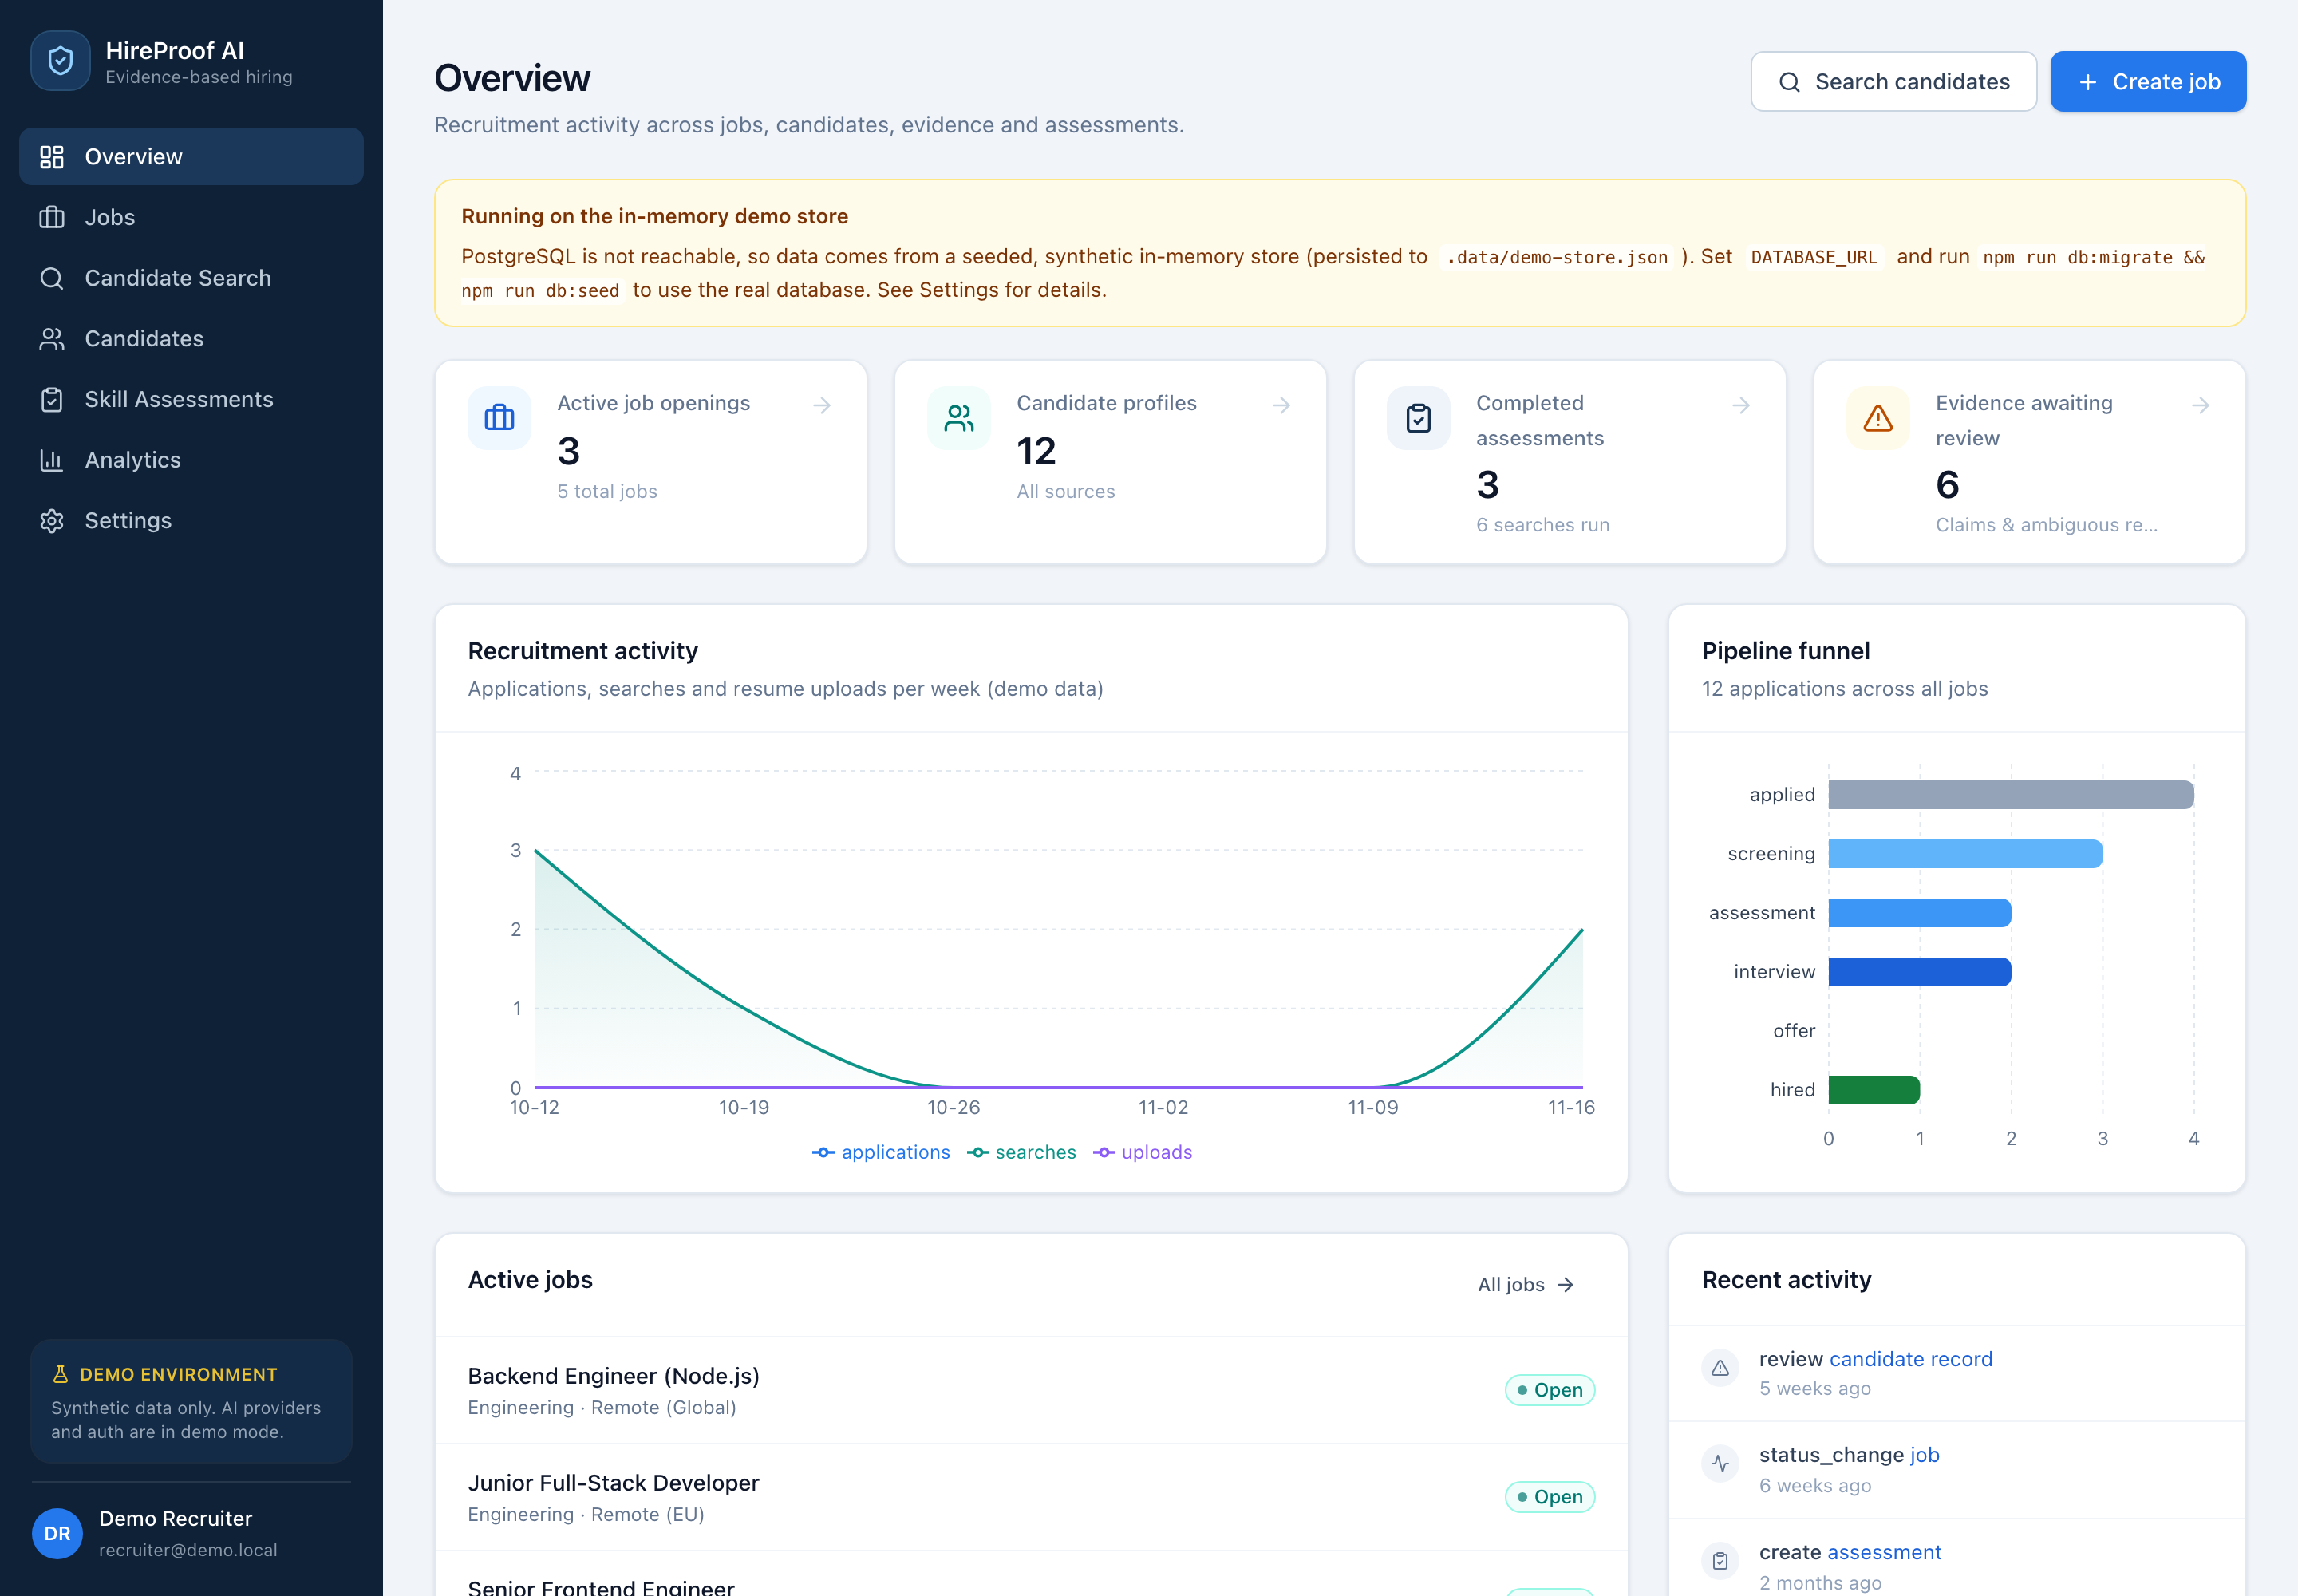 HireProof AI
Evidence-based hiring
Overview
Jobs
Candidate Search
Candidates
Skill Assessments
Analytics
Settings
DEMO ENVIRONMENT
Synthetic data only. AI providers
and auth are in demo mode.
DR
Demo Recruiter
recruiter@demo.local
Overview
Recruitment activity across jobs, candidates, evidence and assessments.
Search candidates
Create job
Running on the in-memory demo store
PostgreSQL is not reachable, so data comes from a seeded, synthetic in-memory store (persisted to .data/demo-store.json ). Set DATABASE_URL and run npm run db:migrate &&
npm run db:seed to use the real database. See Settings for details.
Active job openings
3
5 total jobs
Candidate profiles
12
All sources
Completed
assessments
3
6 searches run
Evidence awaiting
review
6
Claims & ambiguous re...
Recruitment activity
Applications, searches and resume uploads per week (demo data)
4
3
2
1
0
10-12 10-19 10-26 11-02 11-09 11-16
applications searches uploads
Pipeline funnel
12 applications across all jobs
applied
screening
assessment
interview
offer
hired
0 1 2 3 4
Active jobs
All jobs
Backend Engineer (Node.js)
Engineering · Remote (Global)
Open
Junior Full-Stack Developer
Engineering · Remote (EU)
Open
Senior Frontend Engineer
Recent activity
review candidate record
5 weeks ago
status_change job
6 weeks ago
create assessment
2 months ago